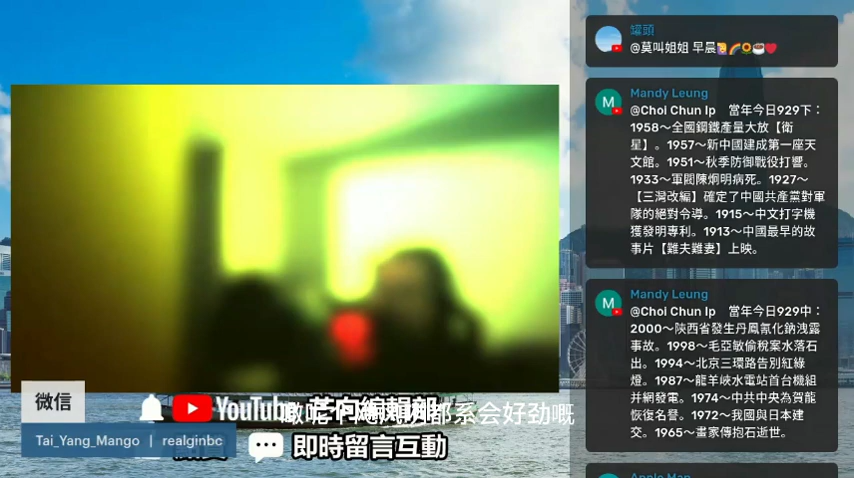 罐頭
@莫叫姐姐 早晨
Mandy Leung
@Choi Chun Ip 當年今日929下：
1958～全國鋼鐵產量大放【衛
星】。1957～新中國建成第一座天
文館。1951～秋季防御戰役打響。
1933～軍閥陳炯明病死。1927～
【三灣改編】確定了中國共產黨對軍
隊的絕對令導。1915～中文打字機
獲發明專利。1913～中國最早的故
事片【難夫難妻】上映。
Mandy Leung
@Choi Chun Ip 當年今日929中：
2000～陝西省發生丹鳳氰化鈉洩露
事故。1998～毛亞敏偷稅案水落石
出。1994～北京三環路告別紅綠
燈。1987～龍羊峽水電站首台機組
并網發電。1974～中共中央為賀龍
恢復名譽。1972～我國與日本建
交。1965～畫家傅抱石逝世。
微信
YouTube
都系会好劲嘅
Tai_Yang_Mango | realginbc
即時留言互動